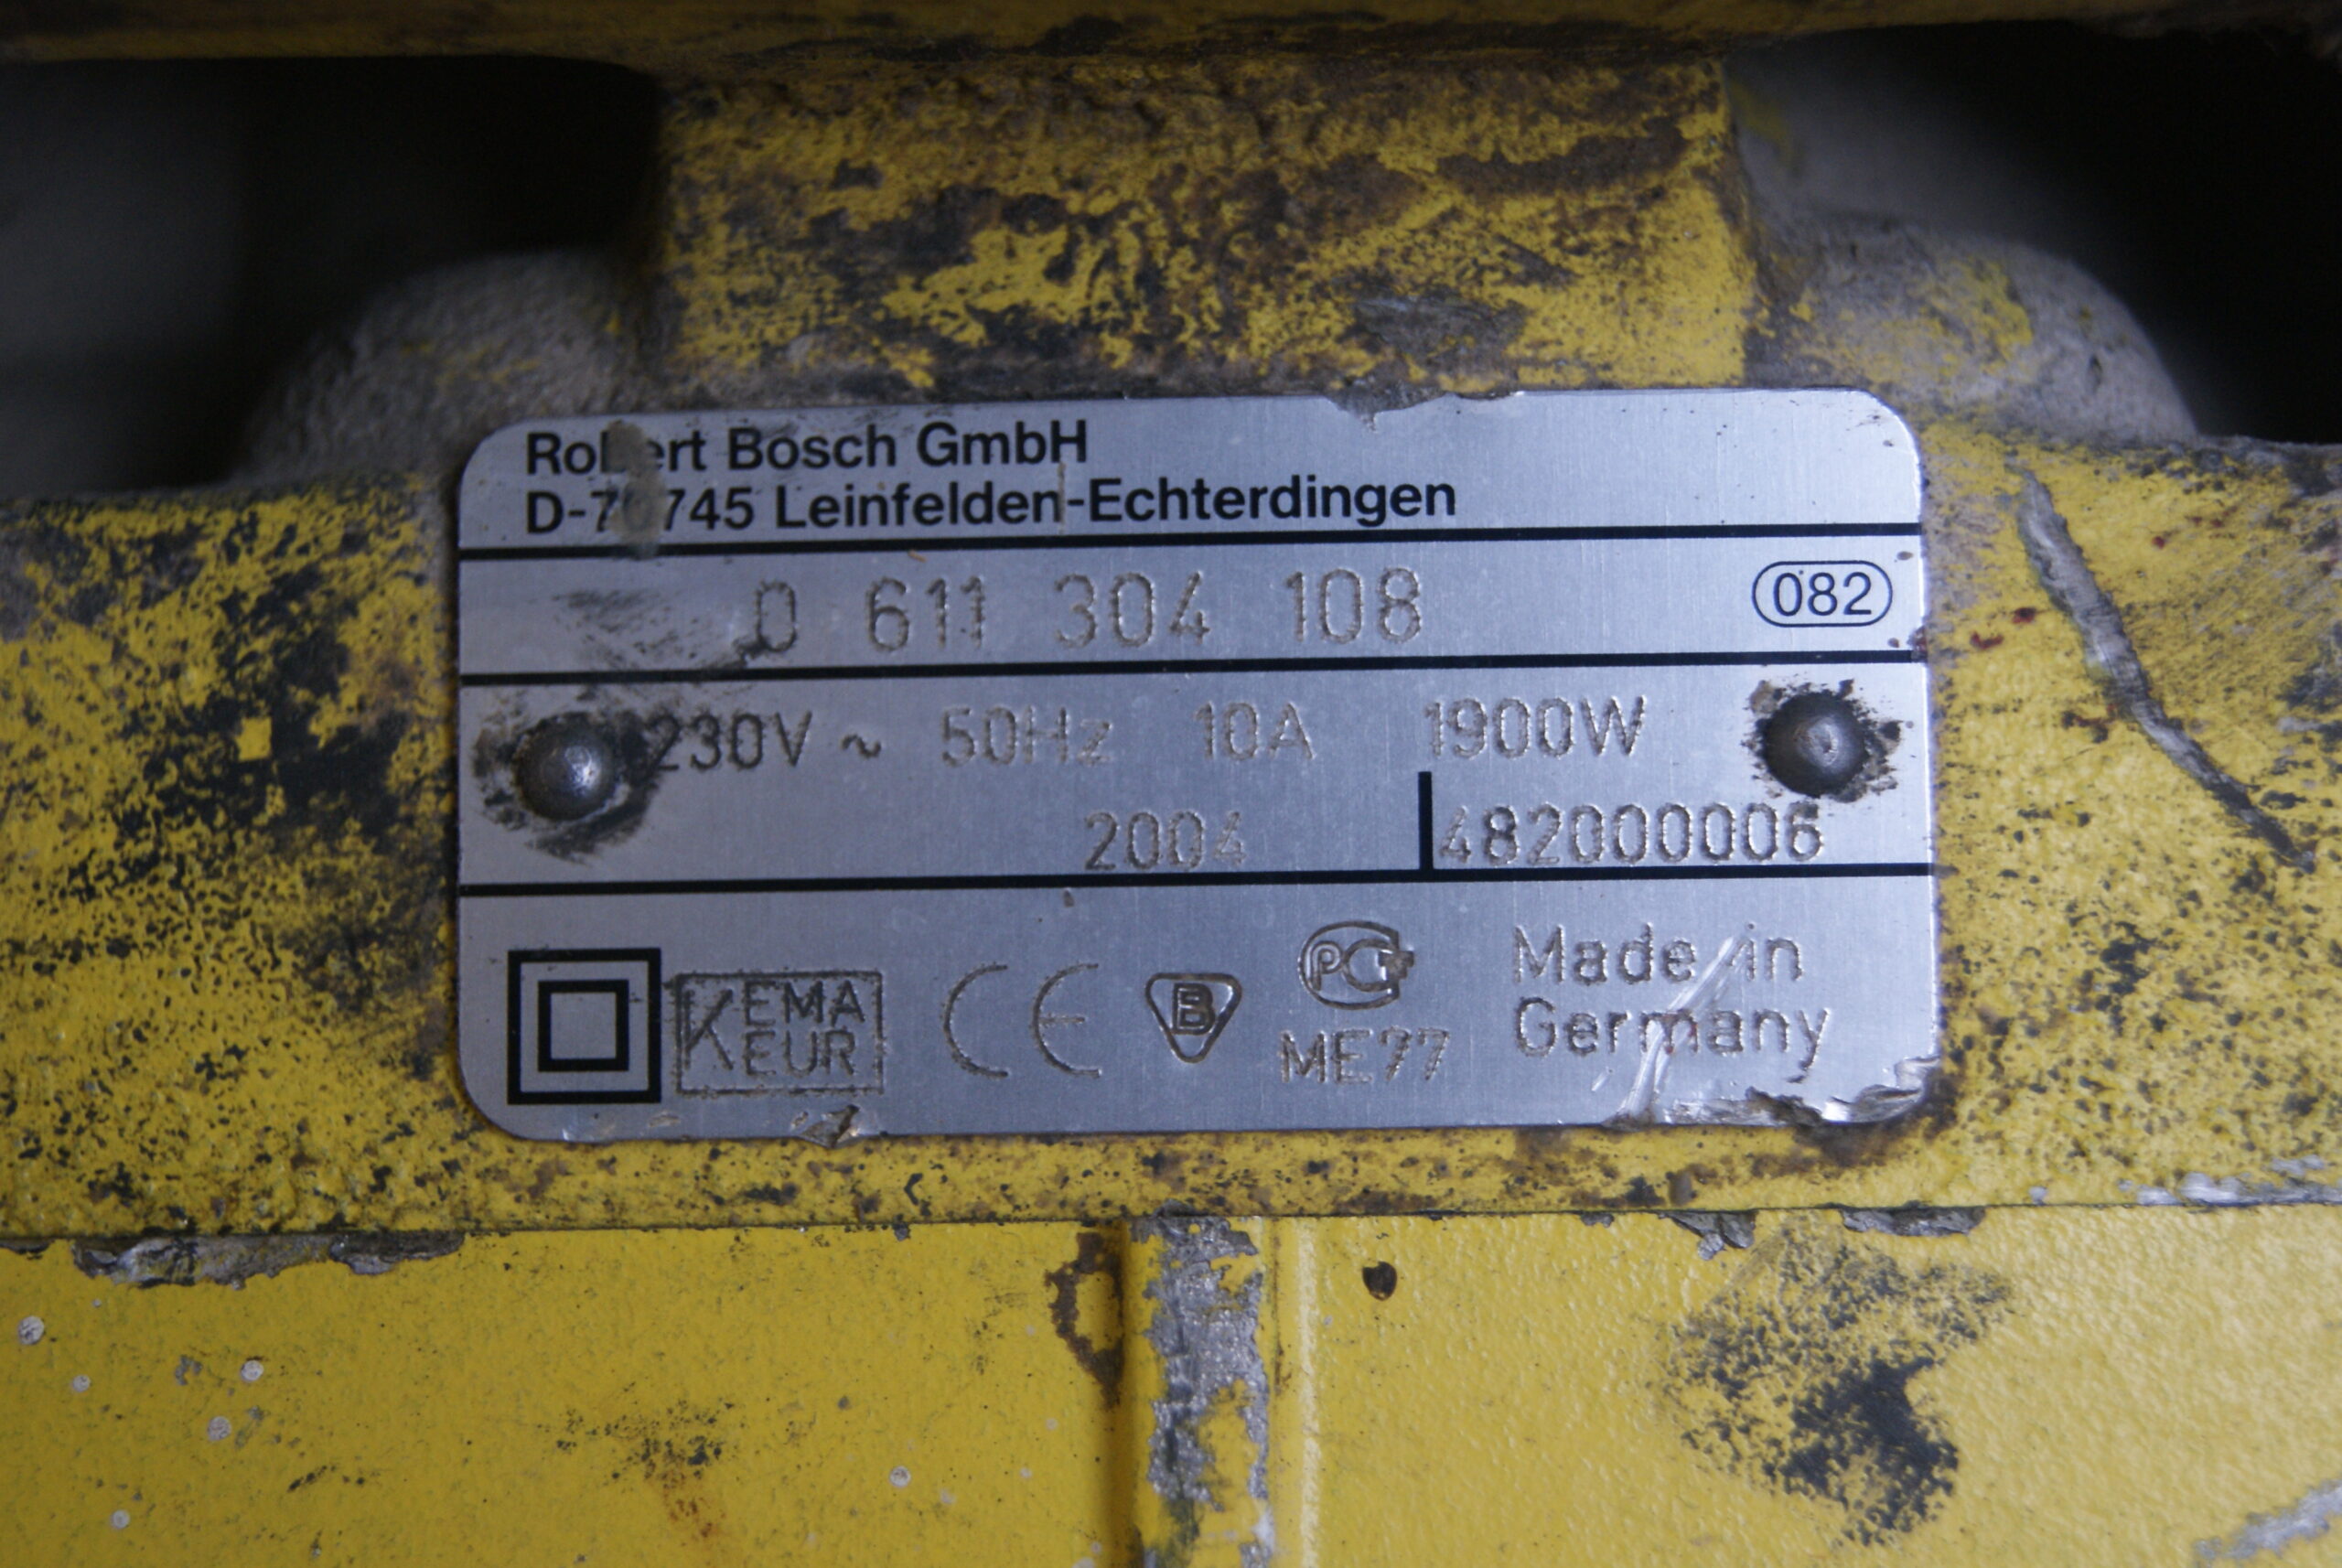 Robert Bosch GmbH
D-70745 Leinfelden-Echterdingen
0 611 304 108 082
230V ~ 50Hz 10A 1900W
2004 482000006
KEMA EUR CE B PCT ME77
Made in
Germany